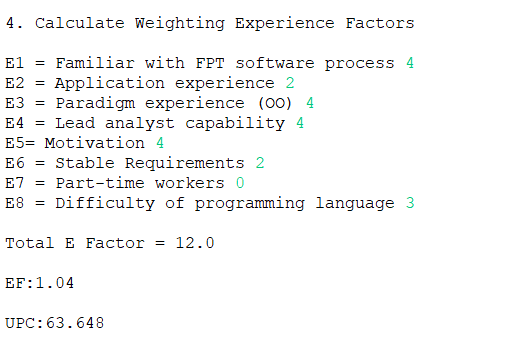 4. Calculate Weighting Experience Factors
E1 = Familiar with FPT software process 4
E2 = Application experience 2
E3 = Paradigm experience (OO) 4
E4 = Lead analyst capability 4
E5= Motivation 4
E6 = Stable Requirements 2
E7 = Part-time workers 0
E8 = Difficulty of programming language 3
Total E Factor = 12.0
EF:1.04
UPC:63.648